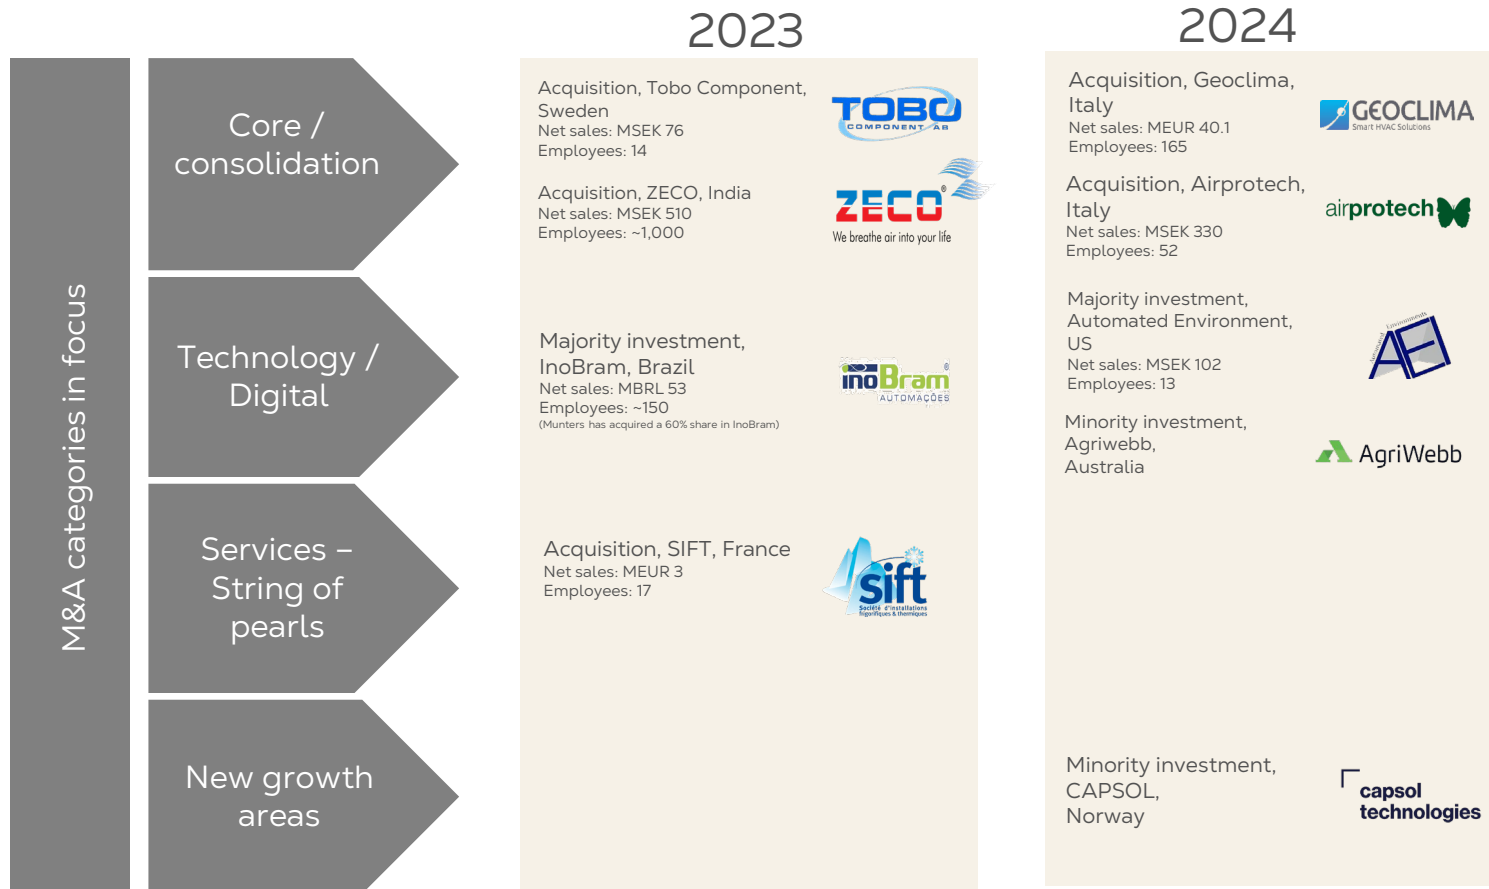 2023
2024
M&A categories in focus
Core /
consolidation
Acquisition, Tobo Component,
Sweden
Net sales: MSEK 76
Employees: 14
TOBO
COMPONENT AB
Acquisition, ZECO, India
Net sales: MSEK 510
Employees: ~1,000
ZECO®
We breathe air into your life
Acquisition, Geoclima,
Italy
Net sales: MEUR 40.1
Employees: 165
GEOCLIMA
Smart HVAC Solutions
Acquisition, Airprotech,
Italy
Net sales: MSEK 330
Employees: 52
airprotech
Technology /
Digital
Majority investment,
InoBram, Brazil
Net sales: MBRL 53
Employees: ~150
(Munters has acquired a 60% share in InoBram)
inoBram®
AUTOMAÇÕES
Majority investment,
Automated Environment,
US
Net sales: MSEK 102
Employees: 13
Automated Environments
AE
Minority investment,
Agriwebb,
Australia
AgriWebb
Services –
String of
pearls
Acquisition, SIFT, France
Net sales: MEUR 3
Employees: 17
sift
Société d'installations
frigorifiques & thermiques
New growth
areas
Minority investment,
CAPSOL,
Norway
capsol
technologies